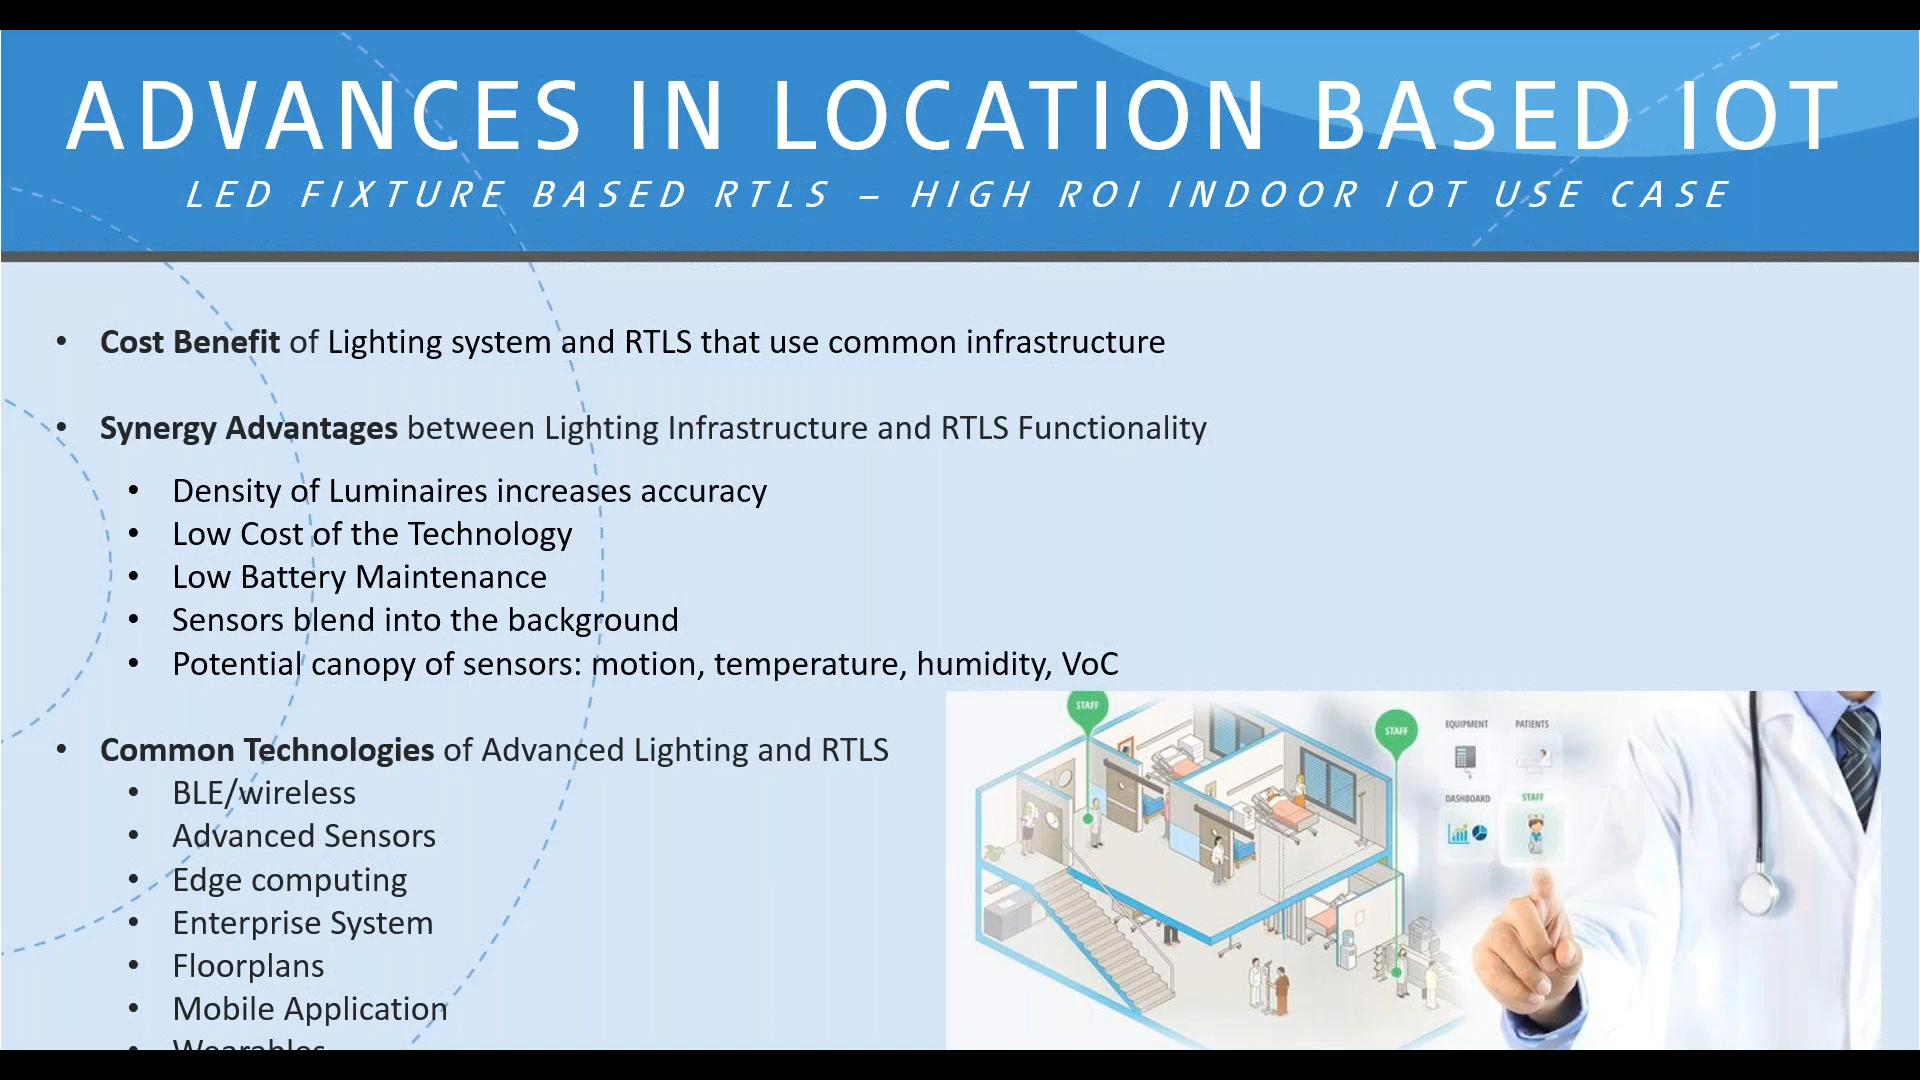 ADVANCES IN LOCATION BASED IOT
LED FIXTURE BASED RTLS – HIGH ROI INDOOR IOT USE CASE
• Cost Benefit of Lighting system and RTLS that use common infrastructure
• Synergy Advantages between Lighting Infrastructure and RTLS Functionality
• Density of Luminaires increases accuracy
• Low Cost of the Technology
• Low Battery Maintenance
• Sensors blend into the background
• Potential canopy of sensors: motion, temperature, humidity, VoC
• Common Technologies of Advanced Lighting and RTLS
• BLE/wireless
• Advanced Sensors
• Edge computing
• Enterprise System
• Floorplans
• Mobile Application
• Wearables
STAFF
STAFF
EQUIPMENT
PATIENTS
DASHBOARD
STAFF